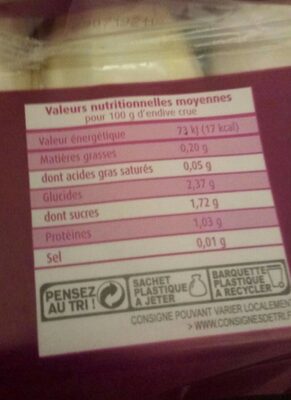 Valeurs nutritionnelles moyennes
pour 100 g d'endive crue
Valeur énergétique 73 kJ (17 kcal)
Matières grasses 0,20 g
dont acides gras saturés 0,05 g
Glucides 2,37 g
dont sucres 1,72 g
Protéines 1,03 g
Sel 0,01 g
PENSEZ AU TRI !
SACHET PLASTIQUE A JETER
BARQUETTE PLASTIQUE A RECYCLER
CONSIGNE POUVANT VARIER LOCALEMENT
> WWW.CONSIGNESDETRI.F